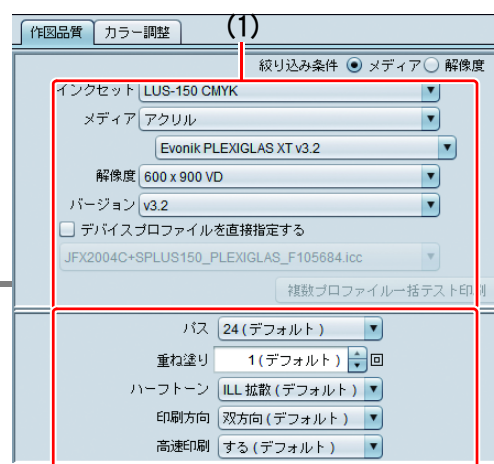 (1)
作図品質 カラー調整
絞り込み条件 メディア 解像度
インクセット LUS-150 CMYK
メディア アクリル
Evonik PLEXIGLAS XT v3.2
解像度 600 x 900 VD
バージョン v3.2
デバイスプロファイルを直接指定する
JFX2004C+SPLUS150_PLEXIGLAS_F105684.icc
複数プロファイル一括テスト印刷
パス 24 (デフォルト)
重ね塗り 1 (デフォルト) 回
ハーフトーン ILL 拡散 (デフォルト)
印刷方向 双方向 (デフォルト)
高速印刷 する (デフォルト)